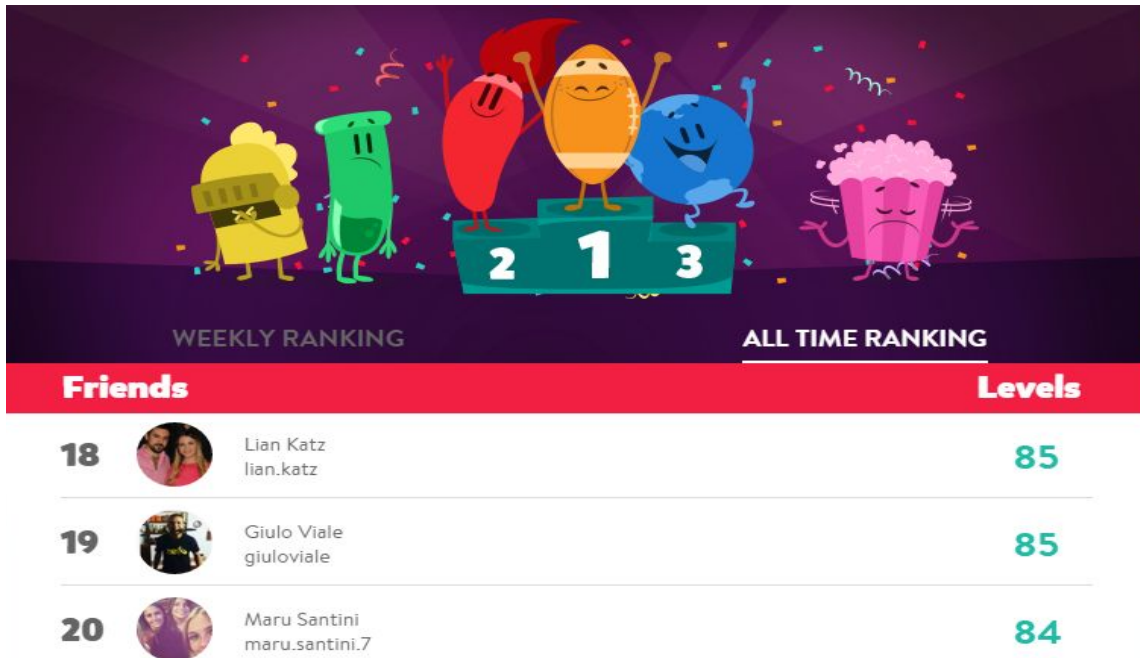 2 1 3
WEEKLY RANKING ALL TIME RANKING
Friends Levels
18 Lian Katz 85
lian.katz
19 Giulo Viale 85
giuloviale
20 Maru Santini 84
maru.santini.7